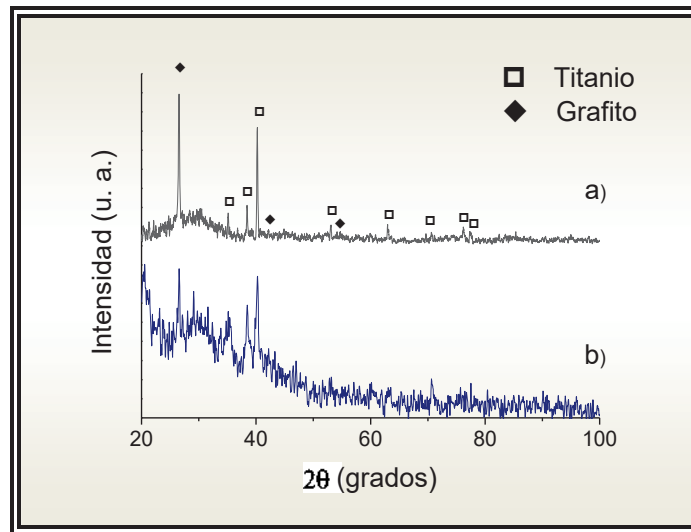 Titanio
Grafito
a)
b)
Intensidad (u. a.)
20 40 60 80 100
2θ (grados)